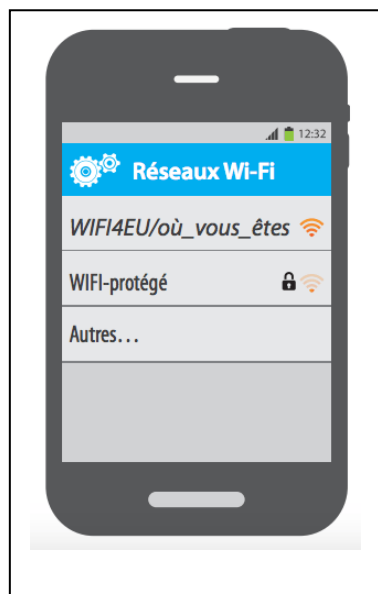 12:32
Réseaux Wi-Fi
WIFI4EU/où_vous_êtes
WIFI-protégé
Autres…